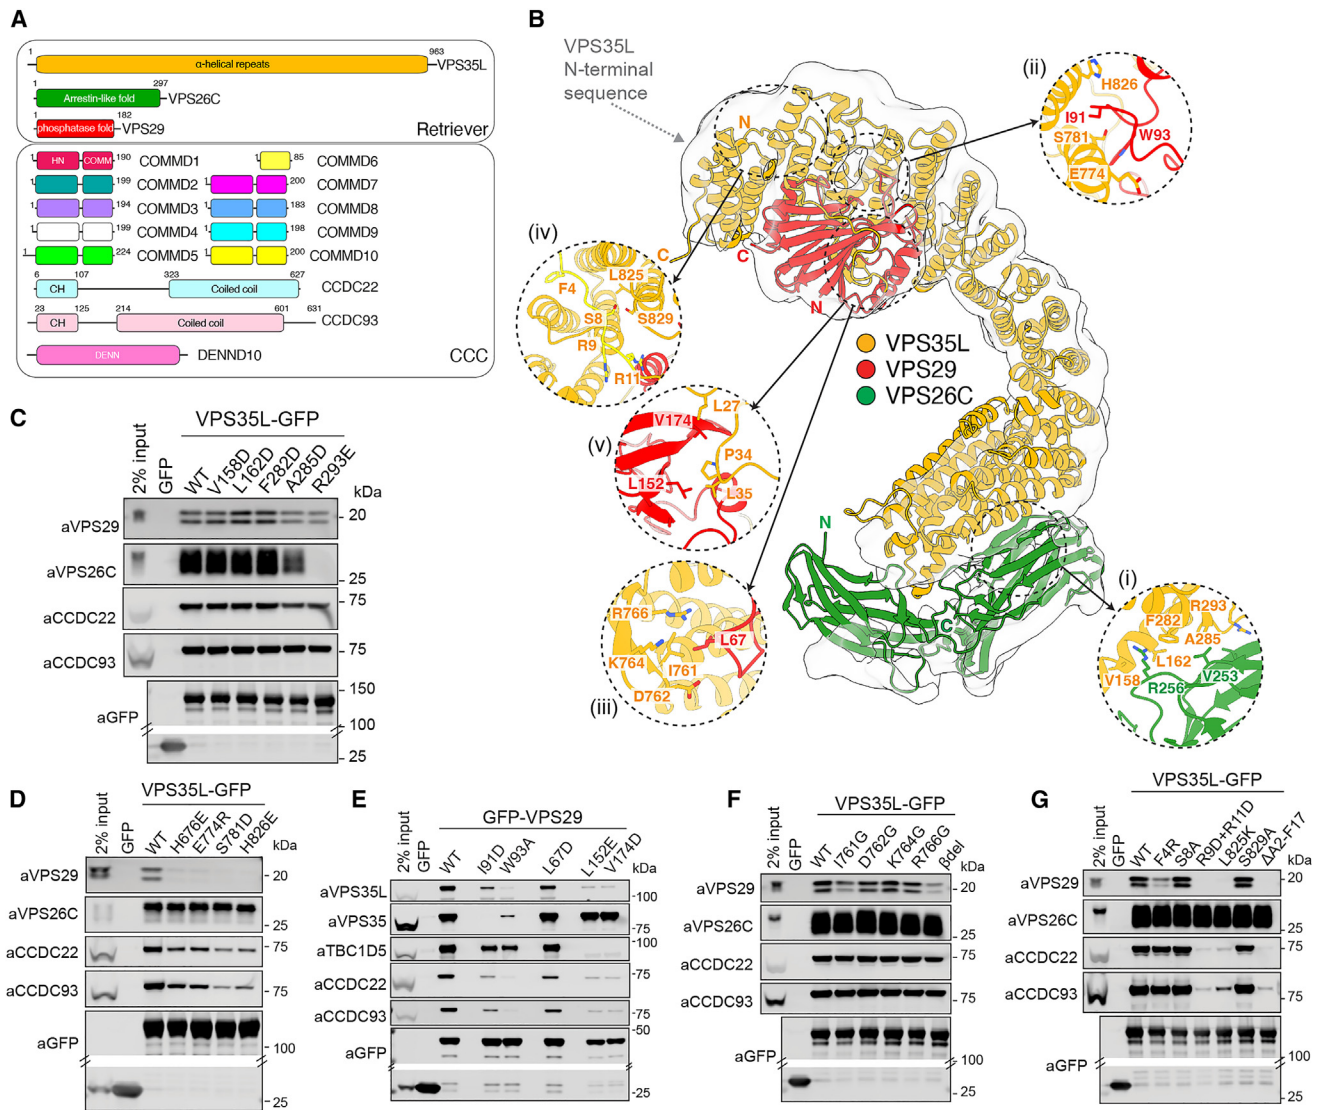 A
1
963
α-helical repeats
VPS35L
1
297
Arrestin-like fold
VPS26C
1
182
phosphatase fold
VPS29
Retriever
1
HN
COMM
190
COMMD1
85
COMMD6
1
199
COMMD2
1
200
COMMD7
1
194
COMMD3
1
183
COMMD8
1
199
COMMD4
1
198
COMMD9
1
224
COMMD5
1
200
COMMD10
6
107
323
627
CH
Coiled coil
CCDC22
23
125
214
601
631
CH
Coiled coil
CCDC93
DENN
DENND10
CCC
B
VPS35L
N-terminal
sequence
N
C
C
N
N
C
VPS35L
VPS29
VPS26C
(ii)
H826
I91
W93
S781
E774
(iv)
L825
F4
S8
S829
R9
R11
(v)
L27
V174
P34
L152
L35
(iii)
R766
L67
K764
I761
D762
(i)
R293
F282
A285
L162
V158
V253
R256
C
VPS35L-GFP
2% input
GFP
WT
V158D
L162D
F282D
A285D
R293E
kDa
aVPS29
20
aVPS26C
25
aCCDC22
75
aCCDC93
75
aGFP
150
100
25
D
VPS35L-GFP
2% input
GFP
WT
H676E
E774R
S781D
H826E
kDa
aVPS29
20
aVPS26C
25
aCCDC22
75
aCCDC93
75
aGFP
100
25
E
GFP-VPS29
2% input
GFP
WT
I91D
W93A
L67D
L152E
V174D
kDa
aVPS35L
100
aVPS35
75
aTBC1D5
100
aCCDC22
75
aCCDC93
75
50
aGFP
25
F
VPS35L-GFP
2% input
GFP
WT
I761G
D762G
K764G
R766G
βdel
kDa
aVPS29
20
aVPS26C
25
aCCDC22
75
aCCDC93
75
aGFP
100
25
G
VPS35L-GFP
2% input
GFP
WT
F4R
S8A
R9D+R11D
L825K
S829A
ΔA2-F17
kDa
aVPS29
20
aVPS26C
25
aCCDC22
75
aCCDC93
75
aGFP
100
25